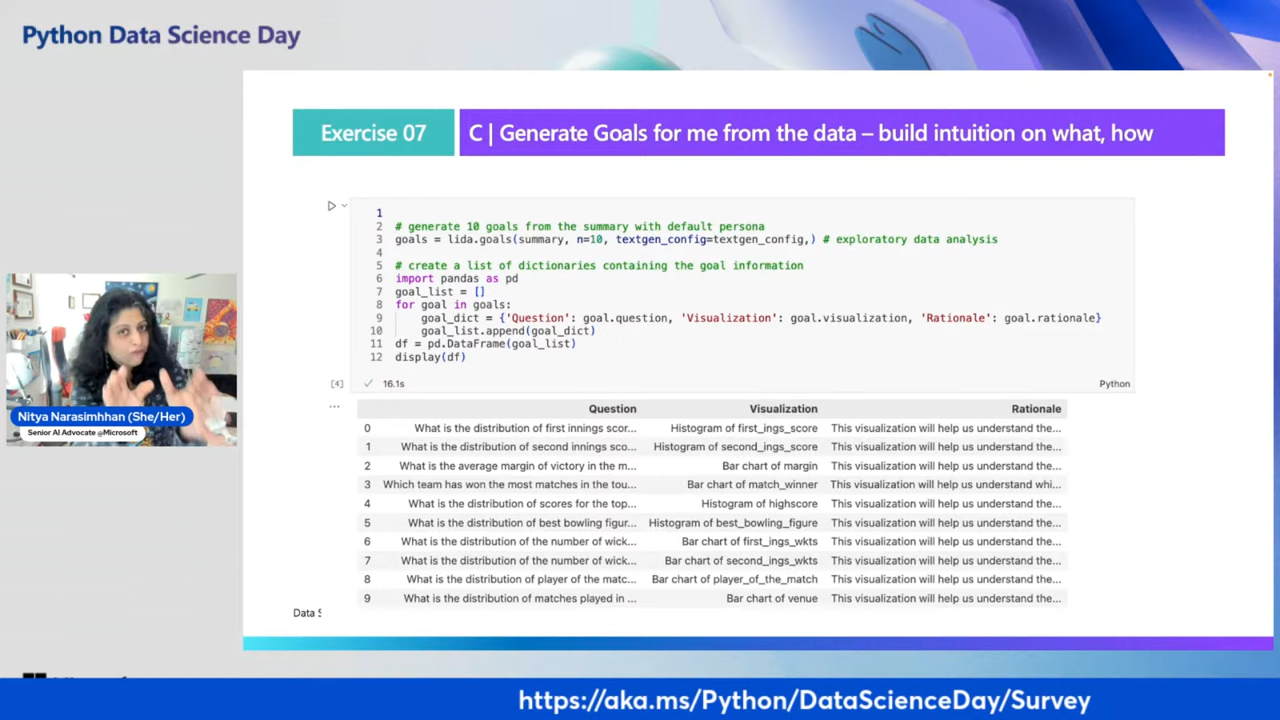 Python Data Science Day
Exercise 07
C | Generate Goals for me from the data – build intuition on what, how
1
2 # generate 10 goals from the summary with default persona
3 goals = lida.goals(summary, n=10, textgen_config=textgen_config,) # exploratory data analysis
4
5 # create a list of dictionaries containing the goal information
6 import pandas as pd
7 goal_list = []
8 for goal in goals:
9 goal_dict = {'Question': goal.question, 'Visualization': goal.visualization, 'Rationale': goal.rationale}
10 goal_list.append(goal_dict)
11 df = pd.DataFrame(goal_list)
12 display(df)
[4] 16.1s Python
... Question Visualization Rationale
0 What is the distribution of first innings scor... Histogram of first_ings_score This visualization will help us understand the...
1 What is the distribution of second innings sco... Histogram of second_ings_score This visualization will help us understand the...
2 What is the average margin of victory in the m... Bar chart of margin This visualization will help us understand the...
3 Which team has won the most matches in the tou... Bar chart of match_winner This visualization will help us understand whi...
4 What is the distribution of scores for the top... Histogram of highscore This visualization will help us understand the...
5 What is the distribution of best bowling figur... Histogram of best_bowling_figure This visualization will help us understand the...
6 What is the distribution of the number of wick... Bar chart of first_ings_wkts This visualization will help us understand the...
7 What is the distribution of the number of wick... Bar chart of second_ings_wkts This visualization will help us understand the...
8 What is the distribution of player of the matc... Bar chart of player_of_the_match This visualization will help us understand the...
9 What is the distribution of matches played in ... Bar chart of venue This visualization will help us understand the...
Data S
Nitya Narasimhhan (She/Her)
Senior AI Advocate @Microsoft
https://aka.ms/Python/DataScienceDay/Survey